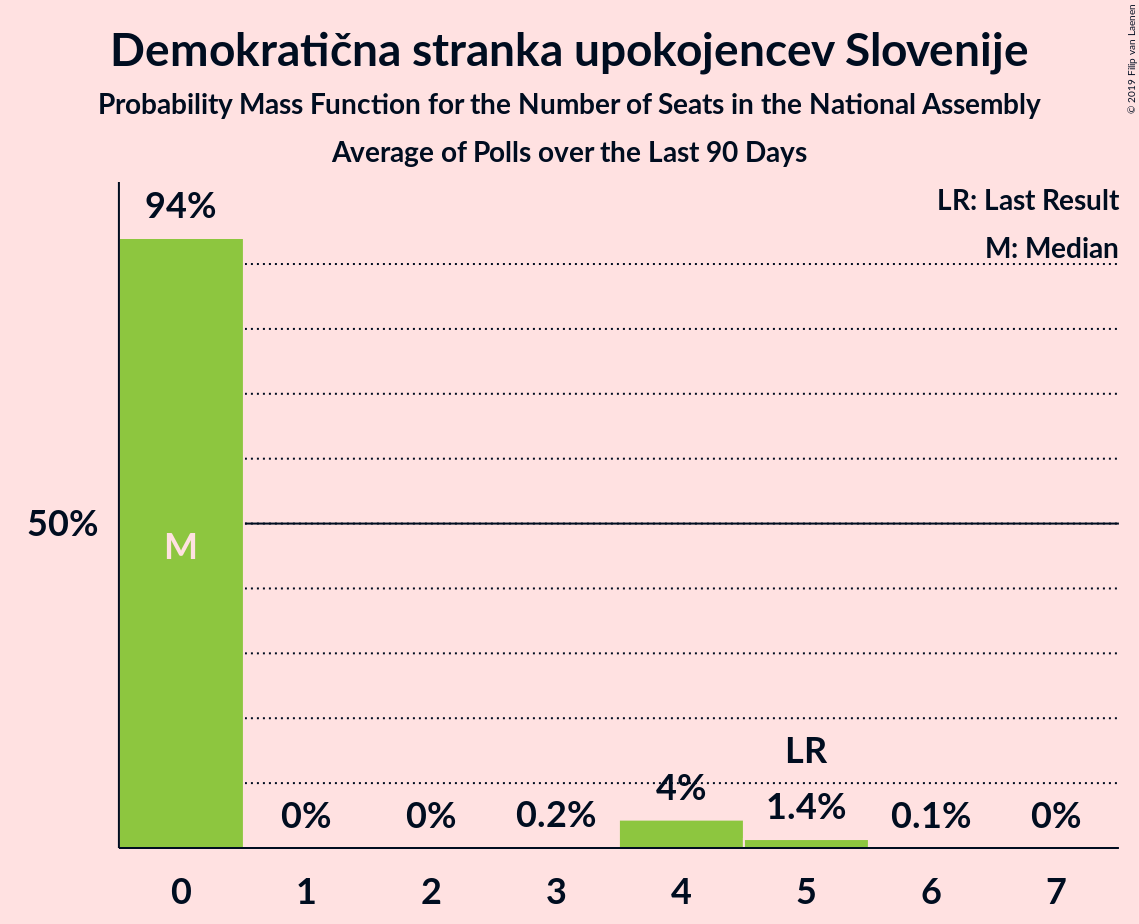 Demokratična stranka upokojencev Slovenije
Probability Mass Function for the Number of Seats in the National Assembly
Average of Polls over the Last 90 Days
© 2019 Filip van Laenen
LR: Last Result
M: Median
94%
50%
M
LR
0% 0% 0.2% 4% 1.4% 0.1% 0%
0 1 2 3 4 5 6 7